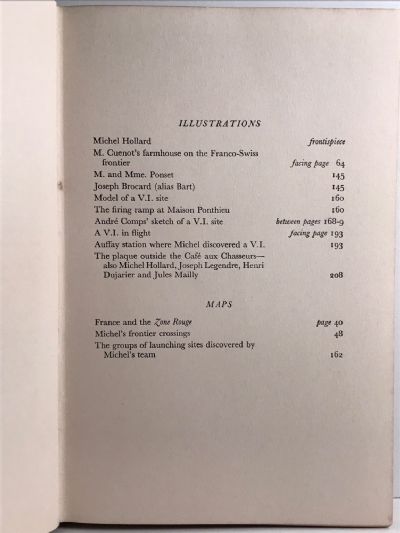 ILLUSTRATIONS
Michel Hollard frontispiece
M. Cuenot's farmhouse on the Franco-Swiss
frontier facing page 64
M. and Mme. Ponset 145
Joseph Brocard (alias Bart) 145
Model of a V.I. site 160
The firing ramp at Maison Ponthieu 160
André Comps' sketch of a V.I. site between pages 168-9
A V.I. in flight facing page 193
Auffay station where Michel discovered a V.I. 193
The plaque outside the Café aux Chasseurs—
also Michel Hollard, Joseph Legendre, Henri
Dujarier and Jules Mailly 208
MAPS
France and the Zone Rouge page 40
Michel's frontier crossings 48
The groups of launching sites discovered by
Michel's team 162